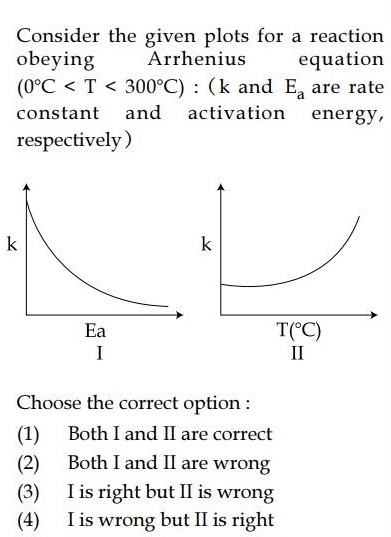 Consider the given plots for a reaction
obeying Arrhenius equation
(0°C < T < 300°C) : (k and Eₐ are rate
constant and activation energy,
respectively)
k
Ea
I
k
T(°C)
II
Choose the correct option :
(1) Both I and II are correct
(2) Both I and II are wrong
(3) I is right but II is wrong
(4) I is wrong but II is right